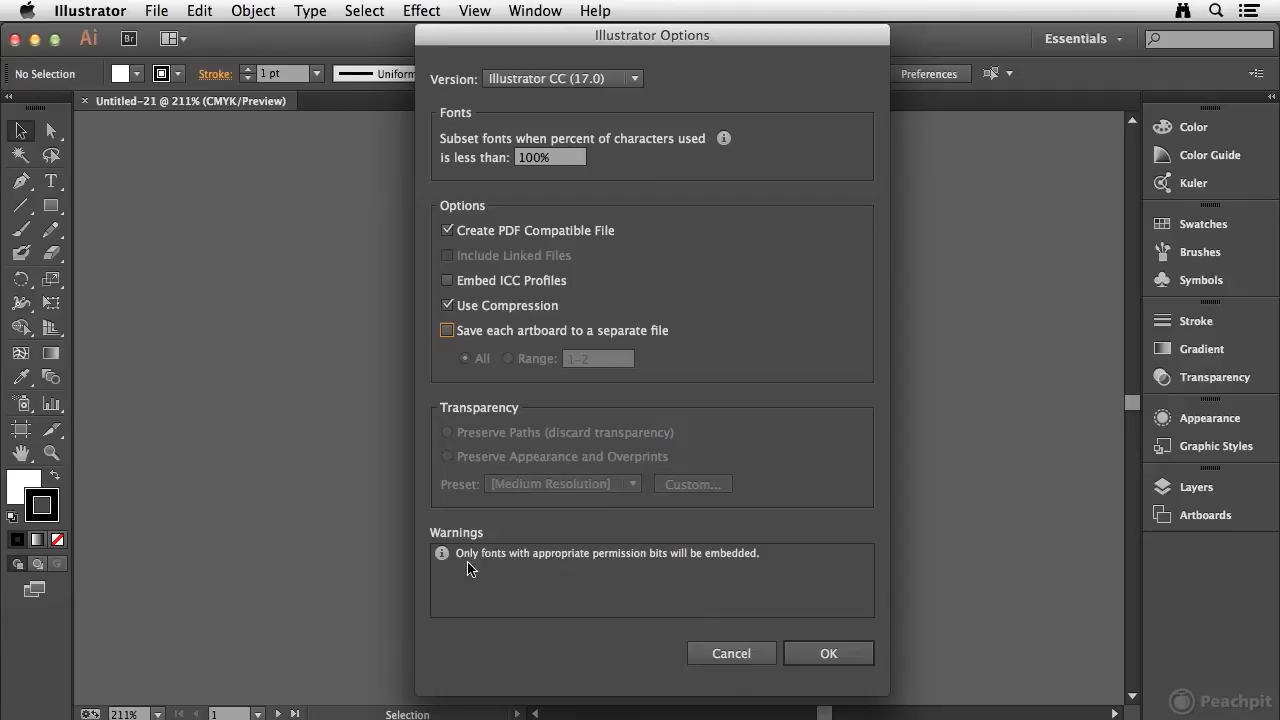 Illustrator File Edit Object Type Select Effect View Window Help
Illustrator Options
Ai Br Essentials
No Selection Stroke: 1 pt Uniform Preferences
Version: Illustrator CC (17.0)
Untitled-21 @ 211% (CMYK/Preview)
Fonts
Subset fonts when percent of characters used
is less than: 100%
Options
Create PDF Compatible File
Include Linked Files
Embed ICC Profiles
Use Compression
Save each artboard to a separate file
All Range: 1-2
Transparency
Preserve Paths (discard transparency)
Preserve Appearance and Overprints
Preset: [Medium Resolution] Custom...
Warnings
Only fonts with appropriate permission bits will be embedded.
Cancel OK
Color
Color Guide
Kuler
Swatches
Brushes
Symbols
Stroke
Gradient
Transparency
Appearance
Graphic Styles
Layers
Artboards
211% 1 Selection
Peachpit